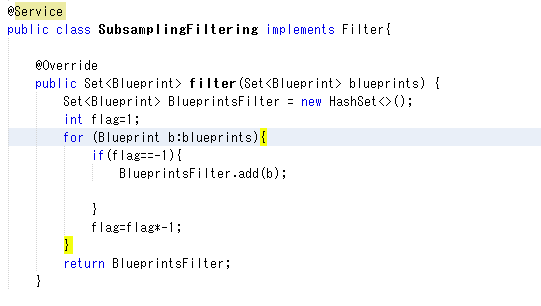 @Service
public class SubsamplingFiltering implements Filter{
@Override
public Set<Blueprint> filter(Set<Blueprint> blueprints) {
Set<Blueprint> BlueprintsFilter = new HashSet<>();
int flag=1;
for (Blueprint b:blueprints){
if(flag==-1){
BlueprintsFilter.add(b);
}
flag=flag*-1;
}
return BlueprintsFilter;
}